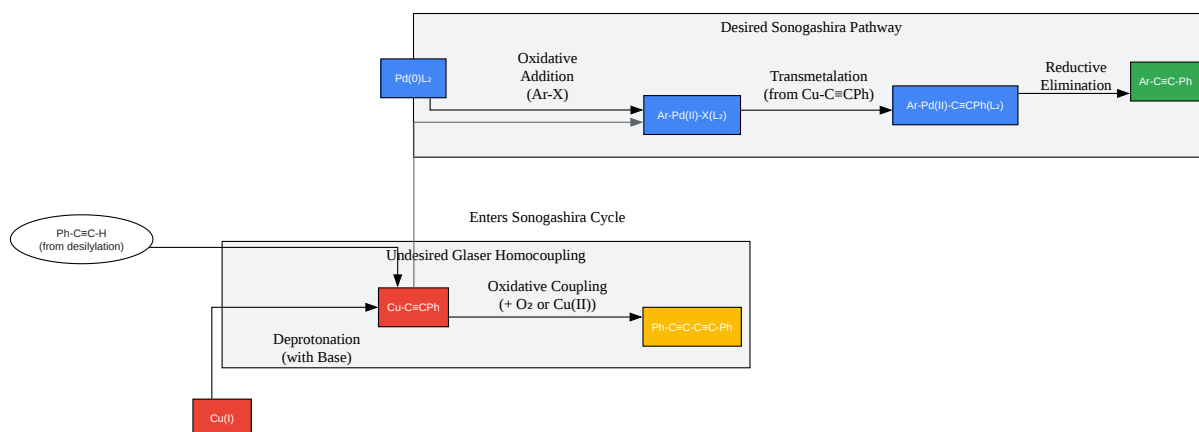 Desired Sonogashira Pathway
Pd(0)L₂
Oxidative
Addition
(Ar-X)
Ar-Pd(II)-X(L₂)
Transmetalation
(from Cu-C≡CPh)
Ar-Pd(II)-C≡CPh(L₂)
Reductive
Elimination
Ar-C≡C-Ph
Enters Sonogashira Cycle
Ph-C≡C-H
(from desilylation)
Undesired Glaser Homocoupling
Cu-C≡CPh
Oxidative Coupling
(+ O₂ or Cu(II))
Ph-C≡C-C≡C-Ph
Deprotonation
(with Base)
Cu(I)